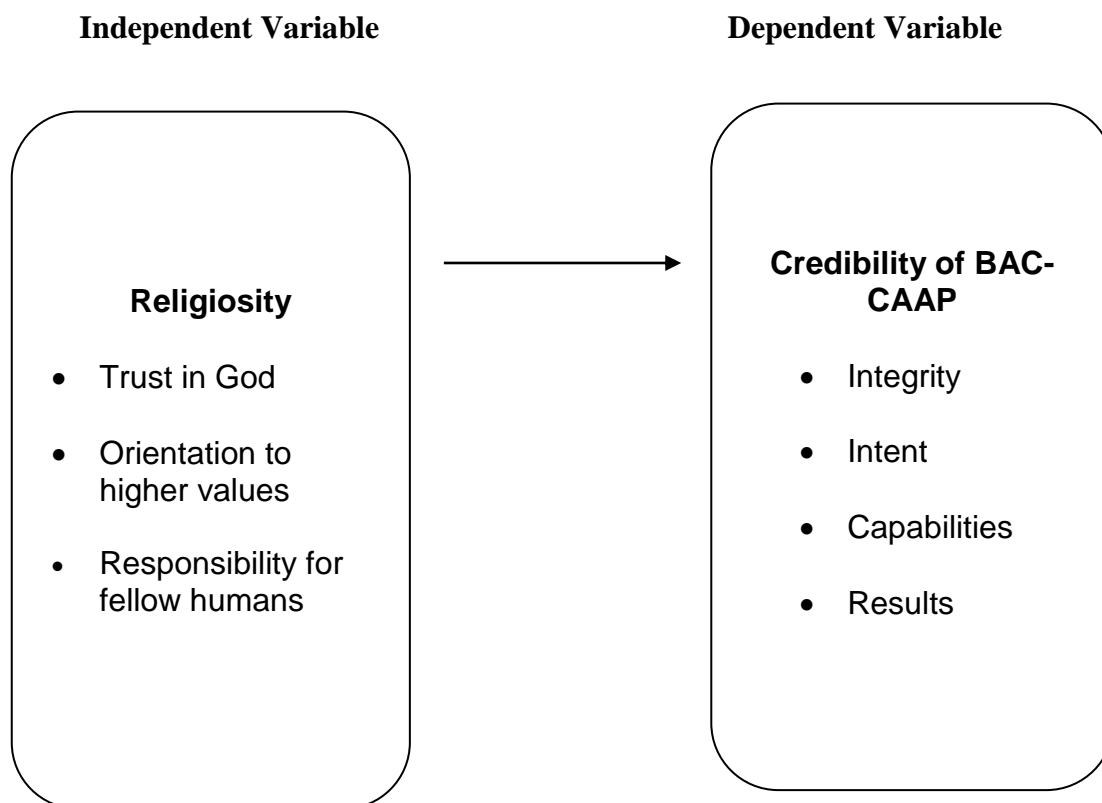 Independent Variable
Dependent Variable
Religiosity
• Trust in God
• Orientation to
higher values
• Responsibility for
fellow humans
Credibility of BAC-
CAAP
• Integrity
• Intent
• Capabilities
• Results